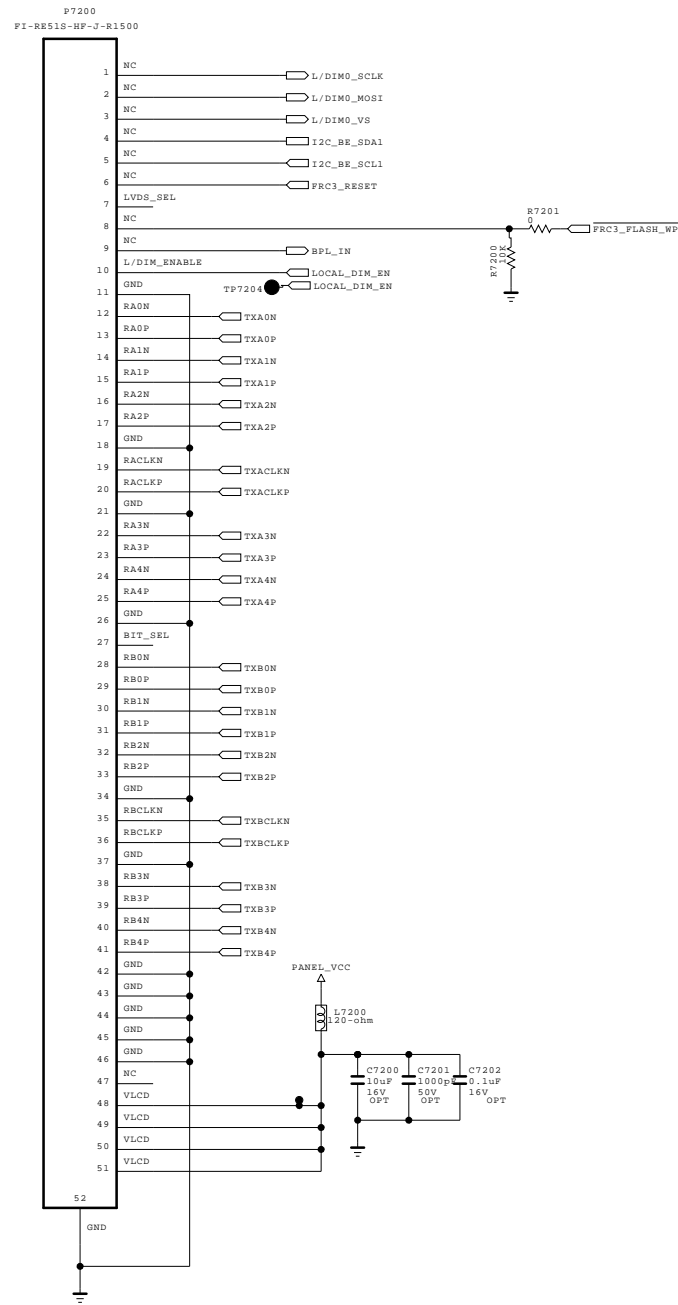 P7200
FI-RE51S-HF-J-R1500
1 NC L/DIM0_SCLK
2 NC L/DIM0_MOSI
3 NC L/DIM0_VS
4 NC I2C_BE_SDA1
5 NC I2C_BE_SCL1
6 NC FRC3_RESET
7 LVDS_SEL
R7201
0
8 NC FRC3_FLASH_WP
R7200
10K
9 NC BPL_IN
10 L/DIM_ENABLE LOCAL_DIM_EN
TP7204 LOCAL_DIM_EN
11 GND
12 RA0N TXA0N
13 RA0P TXA0P
14 RA1N TXA1N
15 RA1P TXA1P
16 RA2N TXA2N
17 RA2P TXA2P
18 GND
19 RACLKN TXACLKN
20 RACLKP TXACLKP
21 GND
22 RA3N TXA3N
23 RA3P TXA3P
24 RA4N TXA4N
25 RA4P TXA4P
26 GND
27 BIT_SEL
28 RB0N TXB0N
29 RB0P TXB0P
30 RB1N TXB1N
31 RB1P TXB1P
32 RB2N TXB2N
33 RB2P TXB2P
34 GND
35 RBCLKN TXBCLKN
36 RBCLKP TXBCLKP
37 GND
38 RB3N TXB3N
39 RB3P TXB3P
40 RB4N TXB4N
41 RB4P TXB4P
42 GND
43 GND
44 GND
45 GND
46 GND
47 NC
48 VLCD
49 VLCD
50 VLCD
51 VLCD
52
GND
PANEL_VCC
L7200
120-ohm
C7200
10uF
16V
OPT
C7201
1000pF
50V
OPT
C7202
0.1uF
16V
OPT